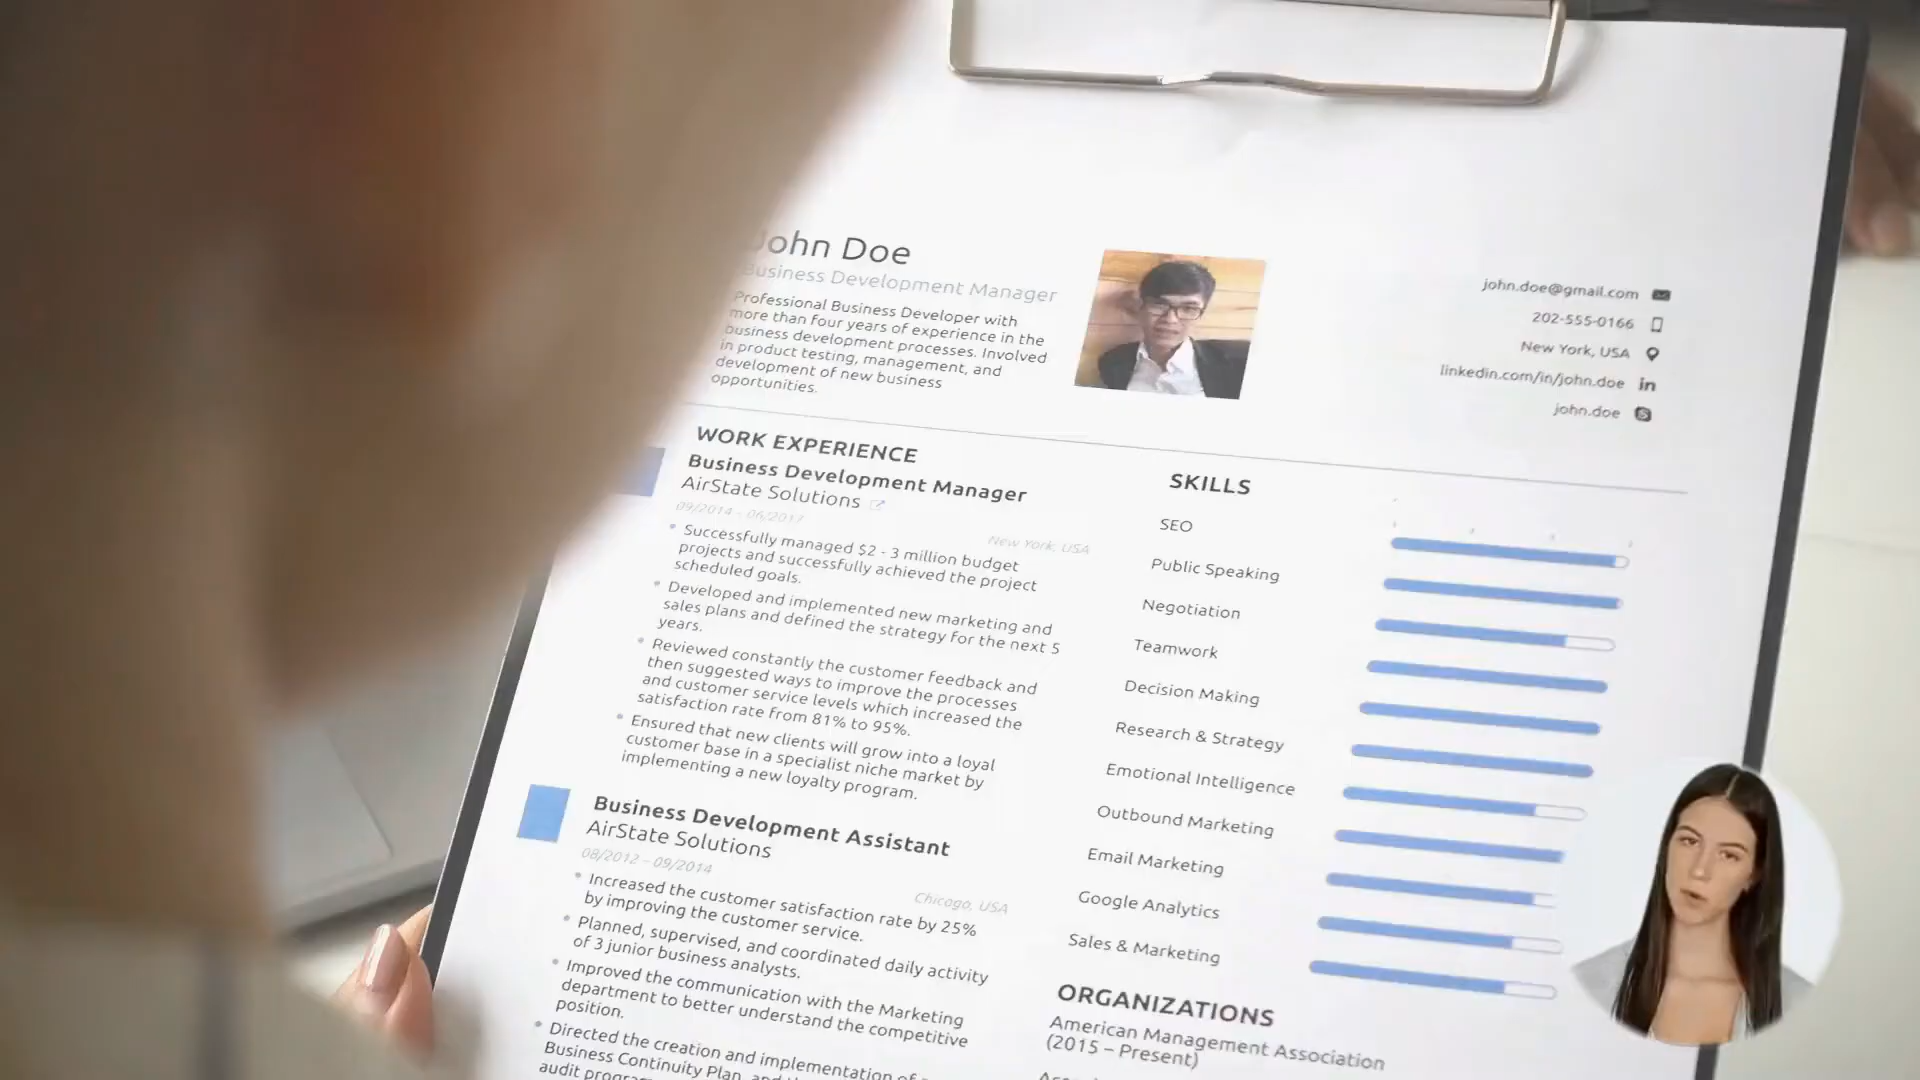 John Doe
Business Development Manager
Professional Business Developer with
more than four years of experience in the
business development processes. Involved
in product testing, management, and
development of new business
opportunities.
john.doe@gmail.com
202-555-0166
New York, USA
linkedin.com/in/john.doe
in
john.doe
WORK EXPERIENCE
Business Development Manager
AirState Solutions
09/2014 - 06/2017
New York, USA
Successfully managed $2 - 3 million budget
projects and successfully achieved the project
scheduled goals.
Developed and implemented new marketing and
sales plans and defined the strategy for the next 5
years.
Reviewed constantly the customer feedback and
then suggested ways to improve the processes
and customer service levels which increased the
satisfaction rate from 81% to 95%.
Ensured that new clients will grow into a loyal
customer base in a specialist niche market by
implementing a new loyalty program.
Business Development Assistant
AirState Solutions
08/2012 - 09/2014
Chicago, USA
Increased the customer satisfaction rate by 25%
by improving the customer service.
Planned, supervised, and coordinated daily activity
of 3 junior business analysts.
Improved the communication with the Marketing
department to better understand the competitive
position.
Directed the creation and implementation of
Business Continuity Plan, and
audit
SKILLS
SEO
Public Speaking
Negotiation
Teamwork
Decision Making
Research & Strategy
Emotional Intelligence
Outbound Marketing
Email Marketing
Google Analytics
Sales & Marketing
ORGANIZATIONS
American Management Association
(2015 – Present)